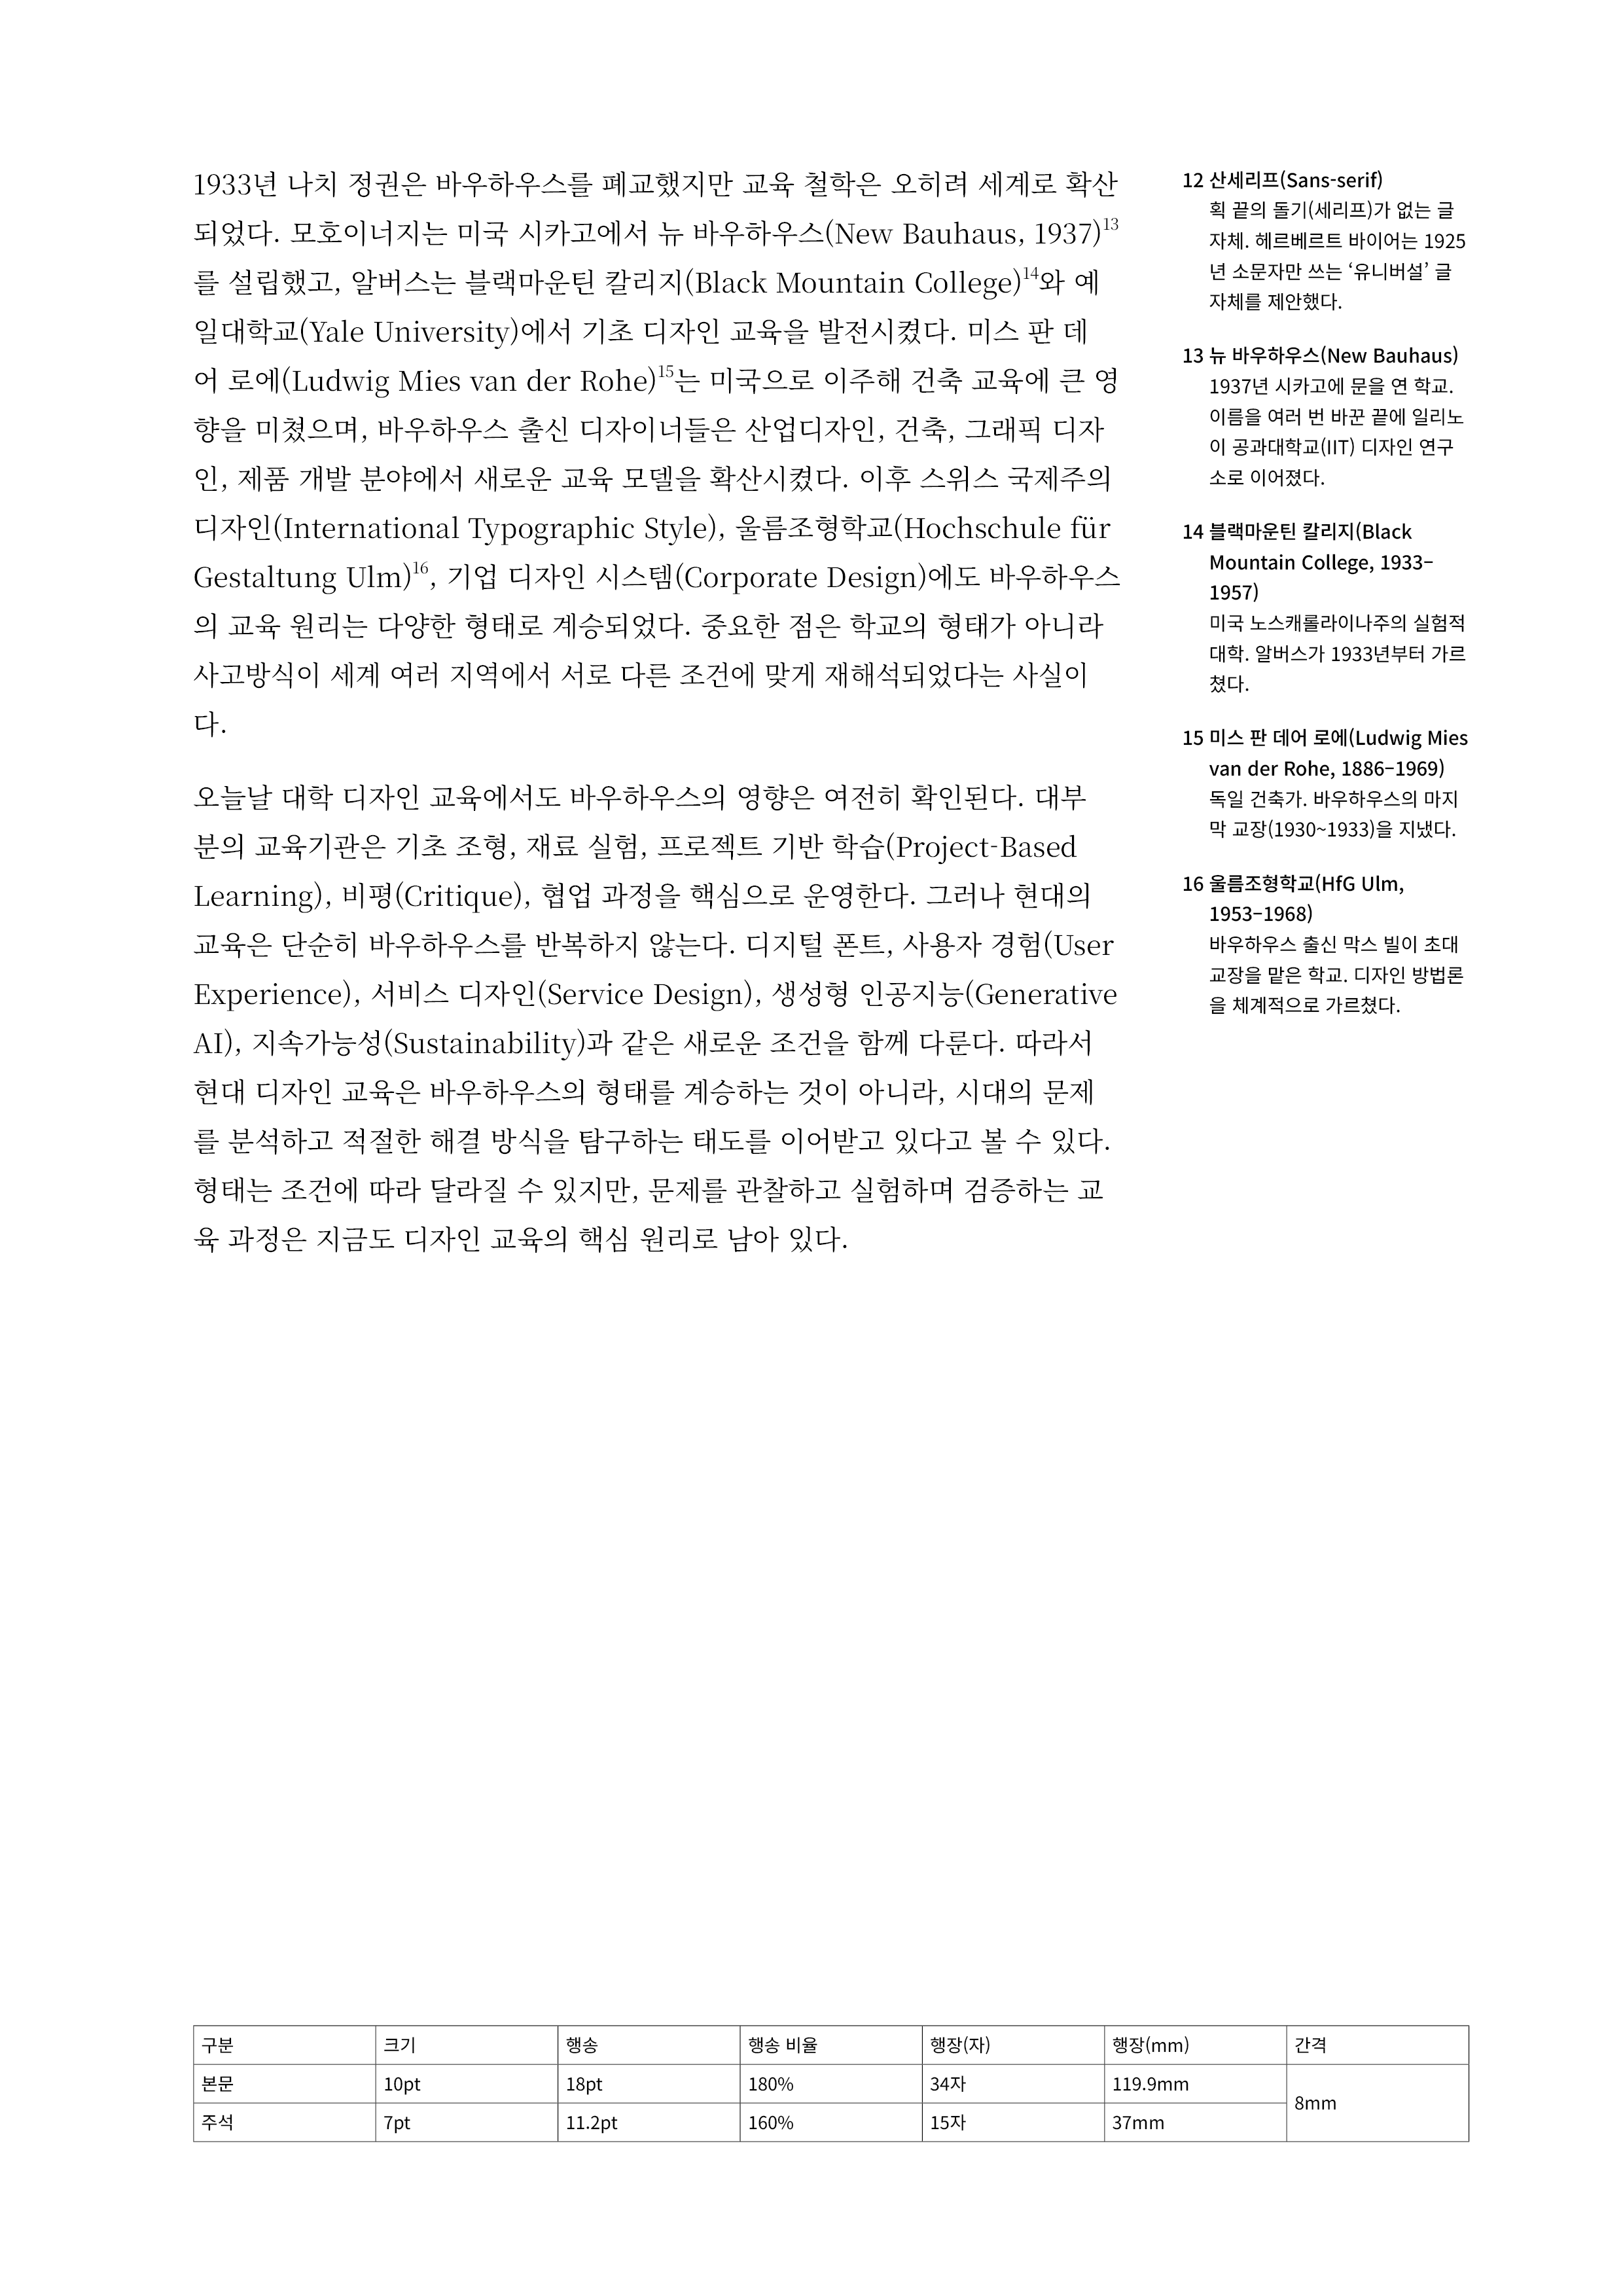 1933년 나치 정권은 바우하우스를 폐교했지만 교육 철학은 오히려 세계로 확산
되었다. 모호이너지는 미국 시카고에서 뉴 바우하우스(New Bauhaus, 1937)13
를 설립했고, 알버스는 블랙마운틴 칼리지(Black Mountain College)14와 예
일대학교(Yale University)에서 기초 디자인 교육을 발전시켰다. 미스 판 데
어 로에(Ludwig Mies van der Rohe)15는 미국으로 이주해 건축 교육에 큰 영
향을 미쳤으며, 바우하우스 출신 디자이너들은 산업디자인, 건축, 그래픽 디자
인, 제품 개발 분야에서 새로운 교육 모델을 확산시켰다. 이후 스위스 국제주의
디자인(International Typographic Style), 울름조형학교(Hochschule für
Gestaltung Ulm)16, 기업 디자인 시스템(Corporate Design)에도 바우하우스
의 교육 원리는 다양한 형태로 계승되었다. 중요한 점은 학교의 형태가 아니라
사고방식이 세계 여러 지역에서 서로 다른 조건에 맞게 재해석되었다는 사실이
다.
오늘날 대학 디자인 교육에서도 바우하우스의 영향은 여전히 확인된다. 대부
분의 교육기관은 기초 조형, 재료 실험, 프로젝트 기반 학습(Project-Based
Learning), 비평(Critique), 협업 과정을 핵심으로 운영한다. 그러나 현대의
교육은 단순히 바우하우스를 반복하지 않는다. 디지털 폰트, 사용자 경험(User
Experience), 서비스 디자인(Service Design), 생성형 인공지능(Generative
AI), 지속가능성(Sustainability)과 같은 새로운 조건을 함께 다룬다. 따라서
현대 디자인 교육은 바우하우스의 형태를 계승하는 것이 아니라, 시대의 문제
를 분석하고 적절한 해결 방식을 탐구하는 태도를 이어받고 있다고 볼 수 있다.
형태는 조건에 따라 달라질 수 있지만, 문제를 관찰하고 실험하며 검증하는 교
육 과정은 지금도 디자인 교육의 핵심 원리로 남아 있다.
12 산세리프(Sans-serif)
획 끝의 돌기(세리프)가 없는 글
자체. 헤르베르트 바이어는 1925
년 소문자만 쓰는 ‘유니버설’ 글
자체를 제안했다.
13 뉴 바우하우스(New Bauhaus)
1937년 시카고에 문을 연 학교.
이름을 여러 번 바꾼 끝에 일리노
이 공과대학교(IIT) 디자인 연구
소로 이어졌다.
14 블랙마운틴 칼리지(Black
Mountain College, 1933–
1957)
미국 노스캐롤라이나주의 실험적
대학. 알버스가 1933년부터 가르
쳤다.
15 미스 판 데어 로에(Ludwig Mies
van der Rohe, 1886–1969)
독일 건축가. 바우하우스의 마지
막 교장(1930~1933)을 지냈다.
16 울름조형학교(HfG Ulm,
1953–1968)
바우하우스 출신 막스 빌이 초대
교장을 맡은 학교. 디자인 방법론
을 체계적으로 가르쳤다.
구분 크기 행송 행송 비율 행장(자) 행장(mm) 간격
본문 10pt 18pt 180% 34자 119.9mm 8mm
주석 7pt 11.2pt 160% 15자 37mm